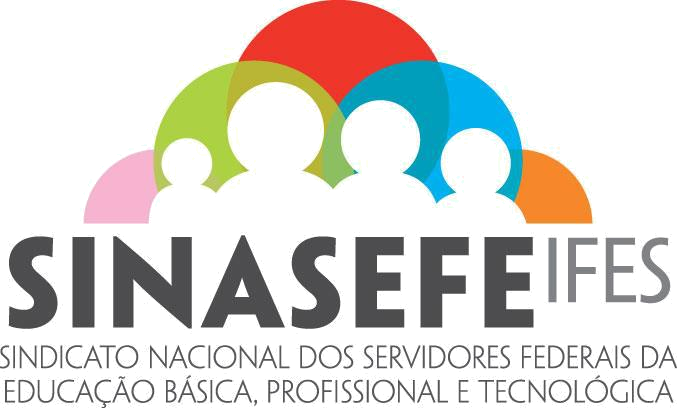 SINASEFE IFES
SINDICATO NACIONAL DOS SERVIDORES FEDERAIS DA
EDUCAÇÃO BÁSICA, PROFISSIONAL E TECNOLÓGICA